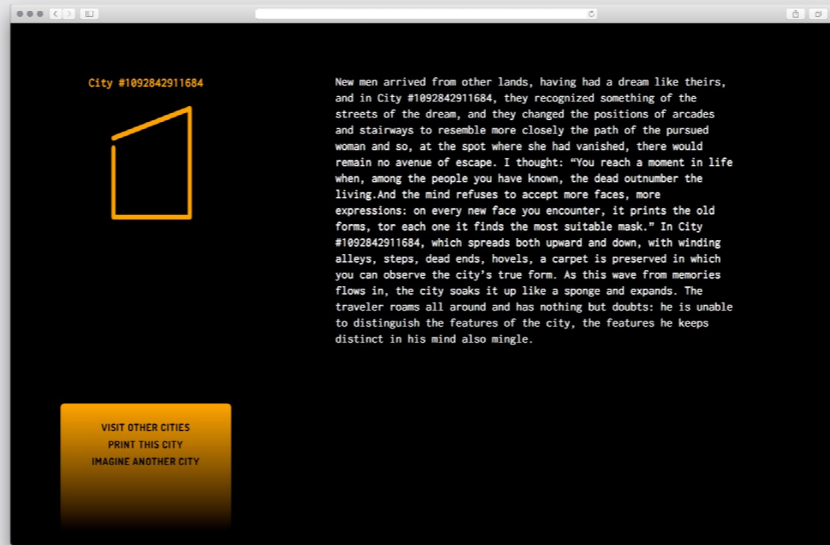 City #1092842911684
New men arrived from other lands, having had a dream like theirs,
and in City #1092842911684, they recognized something of the
streets of the dream, and they changed the positions of arcades
and stairways to resemble more closely the path of the pursued
woman and so, at the spot where she had vanished, there would
remain no avenue of escape. I thought: “You reach a moment in life
when, among the people you have known, the dead outnumber the
living.And the mind refuses to accept more faces, more
expressions: on every new face you encounter, it prints the old
forms, tor each one it finds the most suitable mask.” In City
#1092842911684, which spreads both upward and down, with winding
alleys, steps, dead ends, hovels, a carpet is preserved in which
you can observe the city’s true form. As this wave from memories
flows in, the city soaks it up like a sponge and expands. The
traveler roams all around and has nothing but doubts: he is unable
to distinguish the features of the city, the features he keeps
distinct in his mind also mingle.
VISIT OTHER CITIES
PRINT THIS CITY
IMAGINE ANOTHER CITY